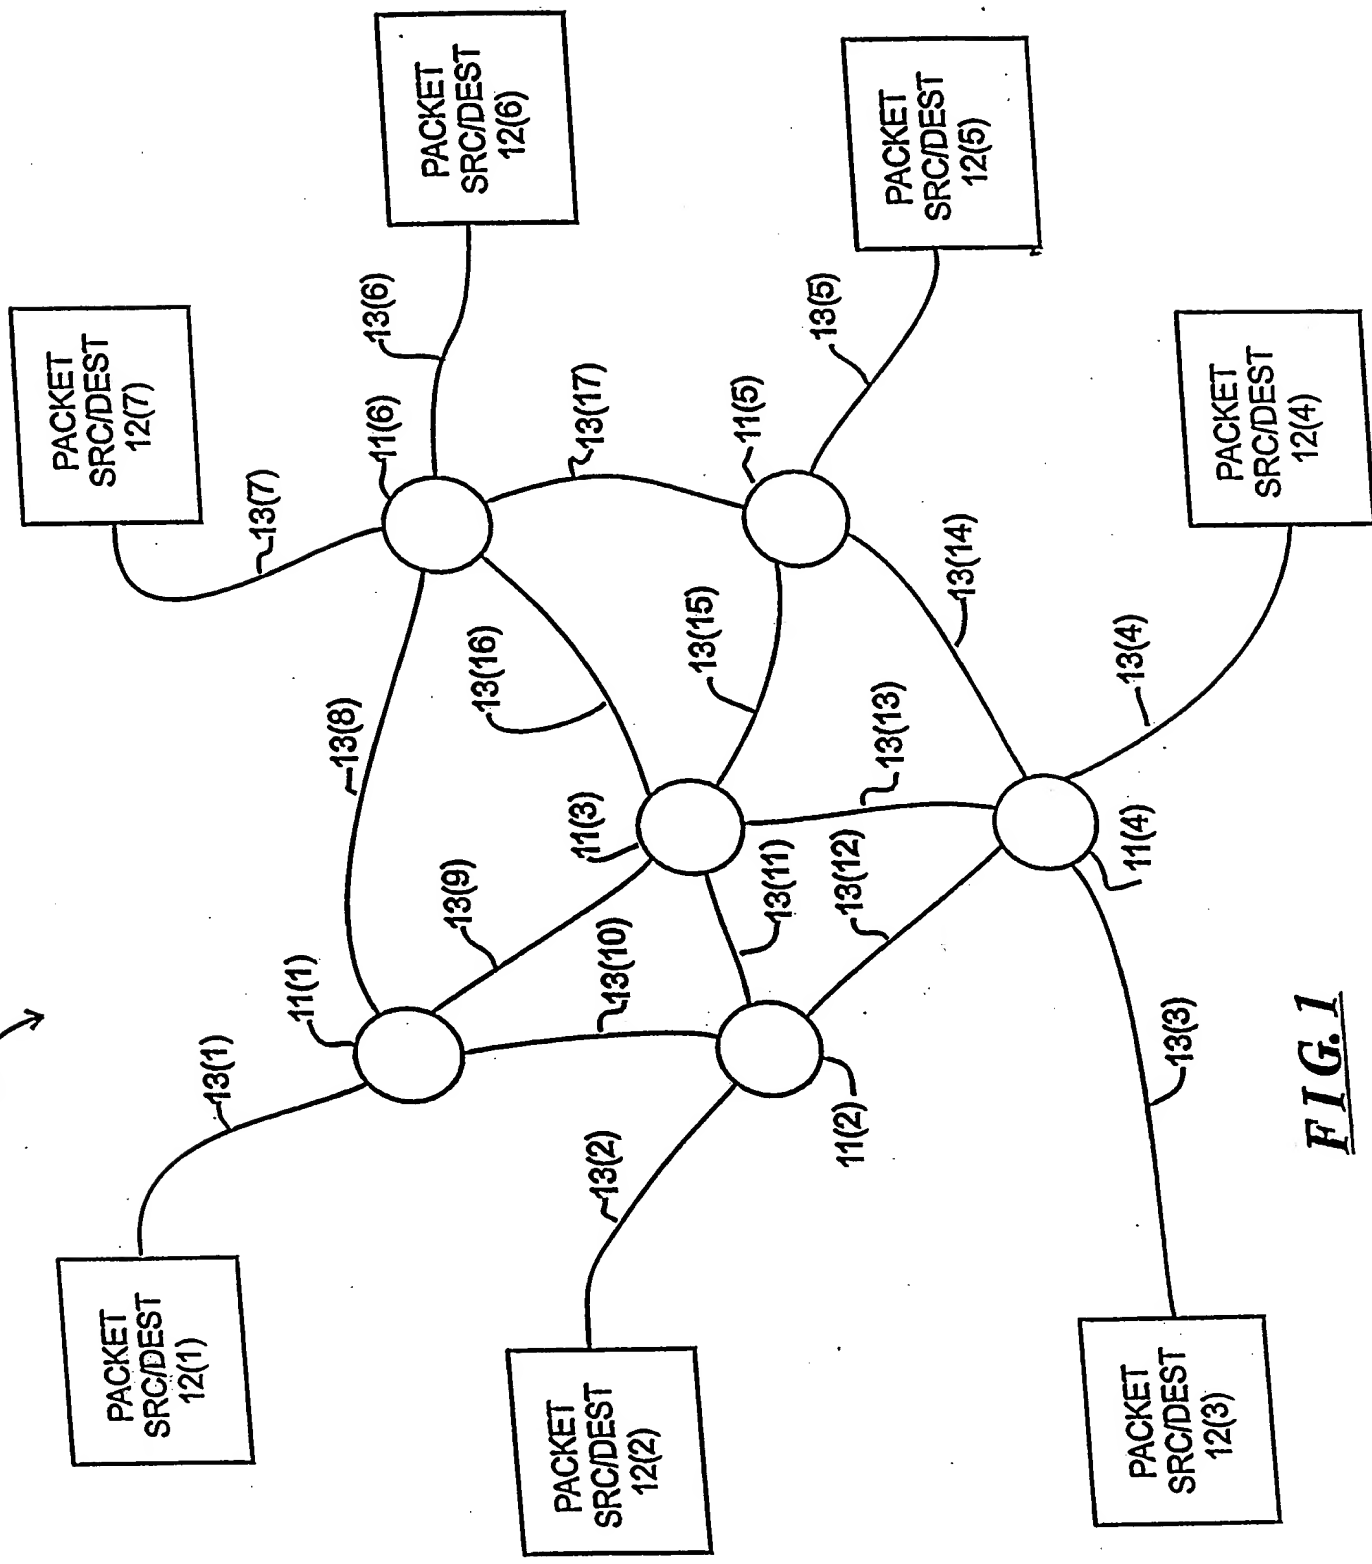 PACKET
SRC/DEST
12(1)
13(1)
11(1)
13(8)
13(7)
PACKET
SRC/DEST
12(7)
11(6)
13(6)
PACKET
SRC/DEST
12(6)
13(9)
13(10)
13(16)
13(17)
PACKET
SRC/DEST
12(2)
13(2)
11(2)
11(3)
13(11)
13(15)
11(5)
13(5)
PACKET
SRC/DEST
12(5)
13(12)
13(13)
13(14)
11(4)
PACKET
SRC/DEST
12(3)
13(3)
13(4)
PACKET
SRC/DEST
12(4)
FIG. 1